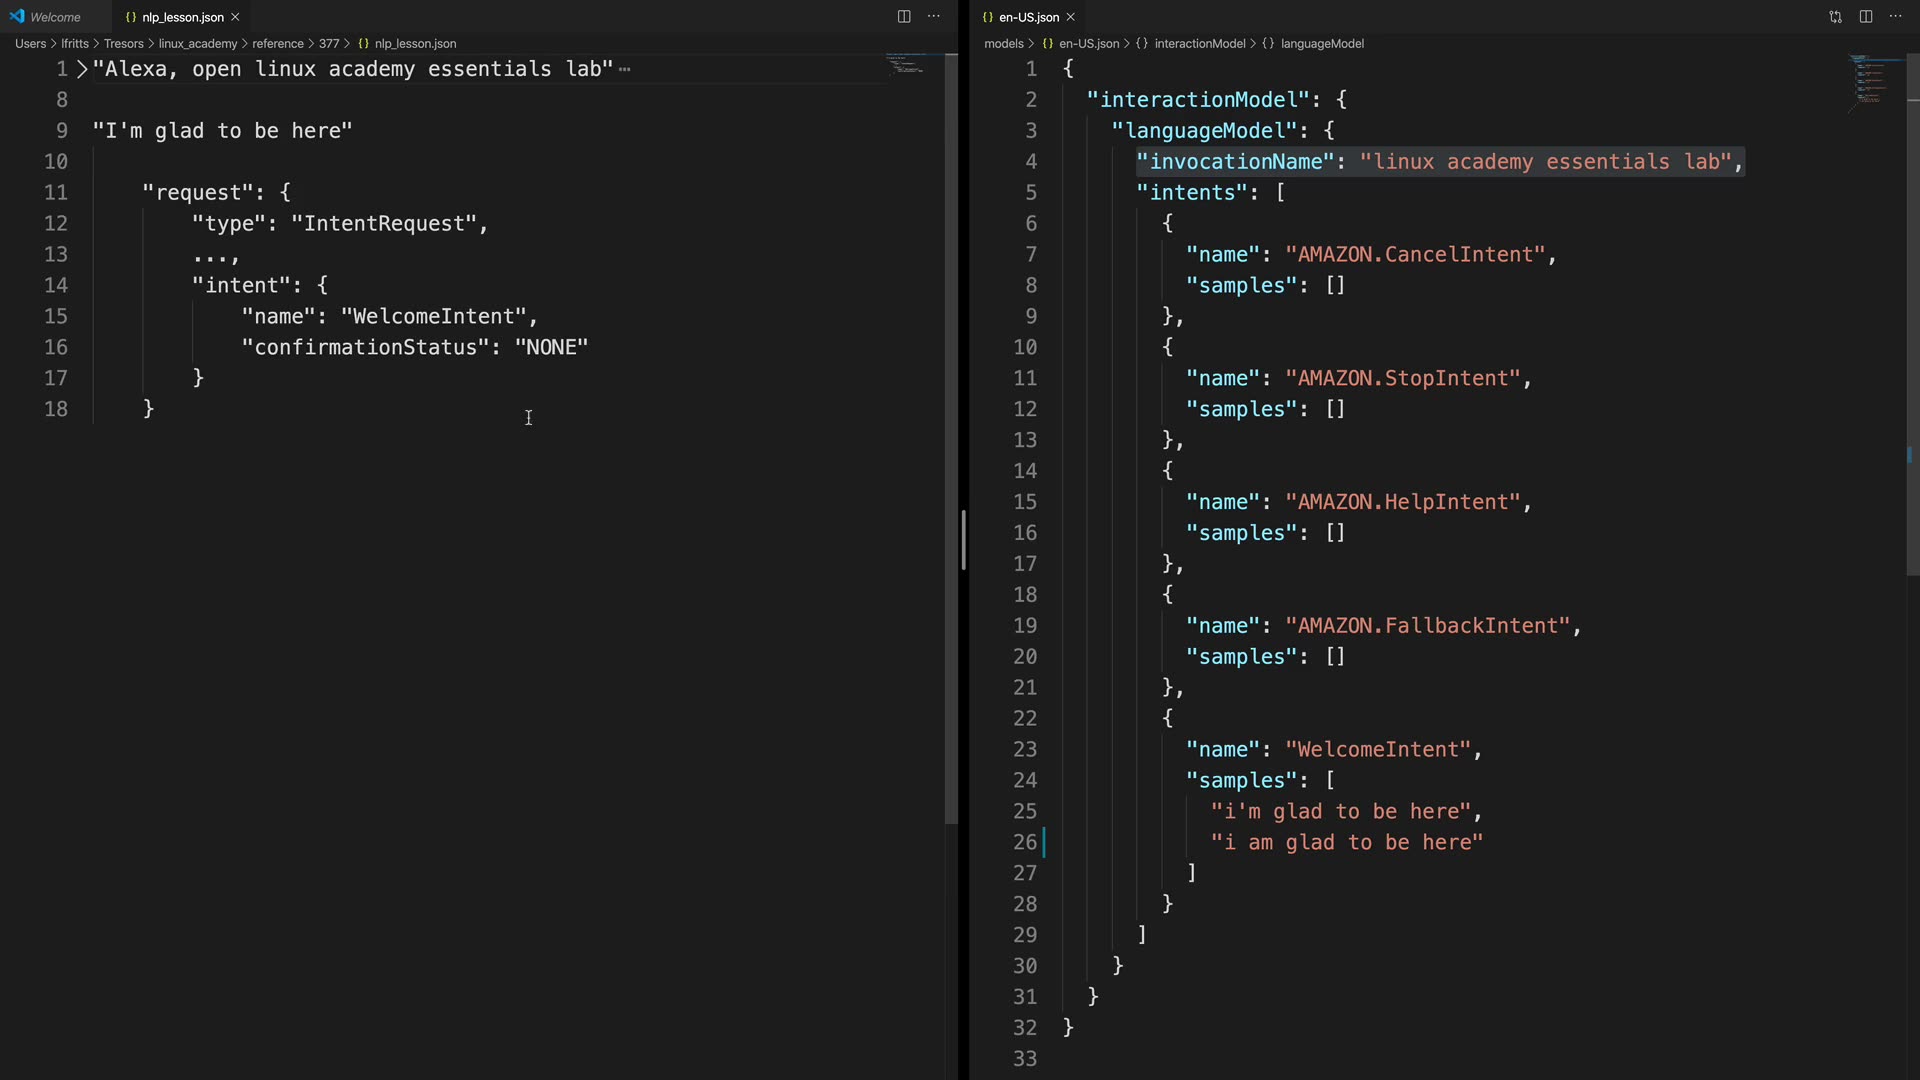 Welcome
{} nlp_lesson.json ×
Users > lfritts > Tresors > linux_academy > reference > 377 > {} nlp_lesson.json
1 > "Alexa, open linux academy essentials lab" ⋯
8
9 "I'm glad to be here"
10
11 "request": {
12 "type": "IntentRequest",
13 ...,
14 "intent": {
15 "name": "WelcomeIntent",
16 "confirmationStatus": "NONE"
17 }
18 }
{} en-US.json ×
models > {} en-US.json > {} interactionModel > {} languageModel
1 {
2 "interactionModel": {
3 "languageModel": {
4 "invocationName": "linux academy essentials lab",
5 "intents": [
6 {
7 "name": "AMAZON.CancelIntent",
8 "samples": []
9 },
10 {
11 "name": "AMAZON.StopIntent",
12 "samples": []
13 },
14 {
15 "name": "AMAZON.HelpIntent",
16 "samples": []
17 },
18 {
19 "name": "AMAZON.FallbackIntent",
20 "samples": []
21 },
22 {
23 "name": "WelcomeIntent",
24 "samples": [
25 "i'm glad to be here",
26 "i am glad to be here"
27 ]
28 }
29 ]
30 }
31 }
32 }
33